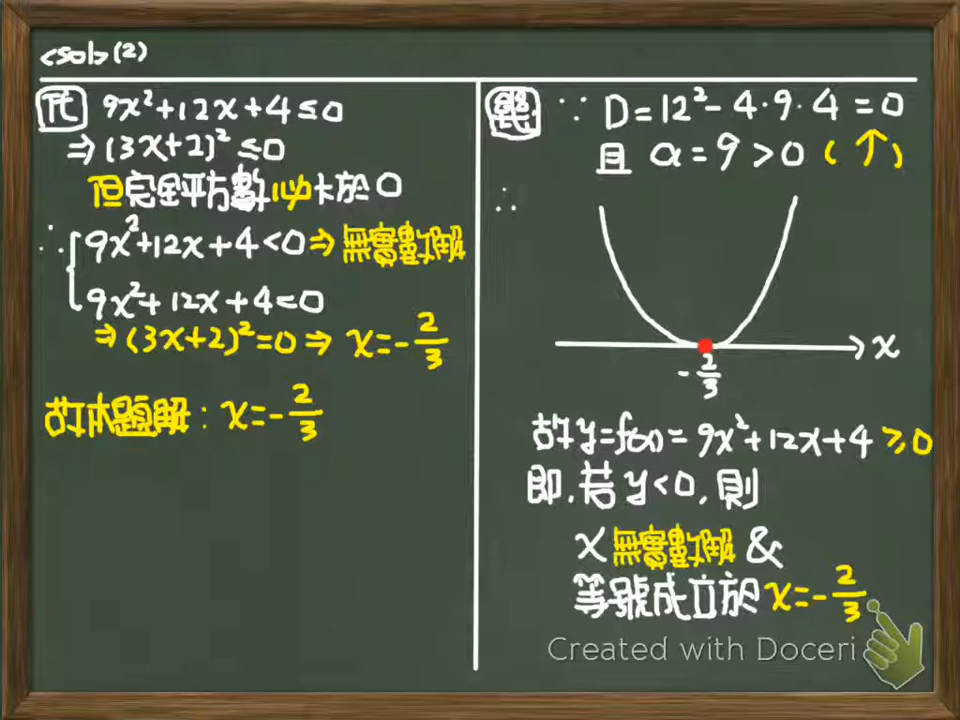 <sol>(2)
代 9x²+12x+4≤0
⇒(3x+2)²≤0
但完全平方數必大於0
∴{9x²+12x+4<0⇒無實數解
9x²+12x+4=0
⇒(3x+2)²=0⇒x=-2/3
故本題解:x=-2/3
∵ D=12²-4·9·4=0
且 a=9>0(↑)
∴
x
-2/3
故y=f(x)=9x²+12x+4≥0
即,若y<0,則
x無實數解&
等號成立於x=-2/3
Created with Doceri